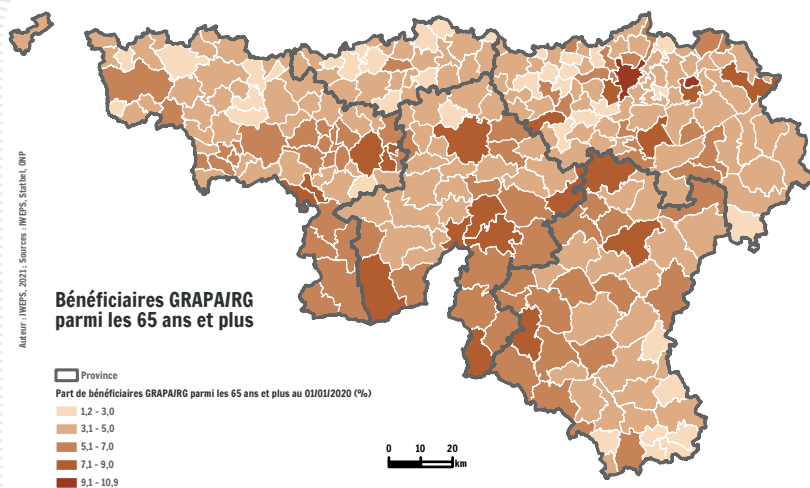 Auteur : IWEPS, 2021; Sources : IWEPS, Statbel, ONP
Bénéficiaires GRAPA/RG
parmi les 65 ans et plus
Province
Part de bénéficiaires GRAPA/RG parmi les 65 ans et plus au 01/01/2020 (%)
1,2 - 3,0
3,1 - 5,0
5,1 - 7,0
7,1 - 9,0
9,1 - 10,9
0 10 20
km